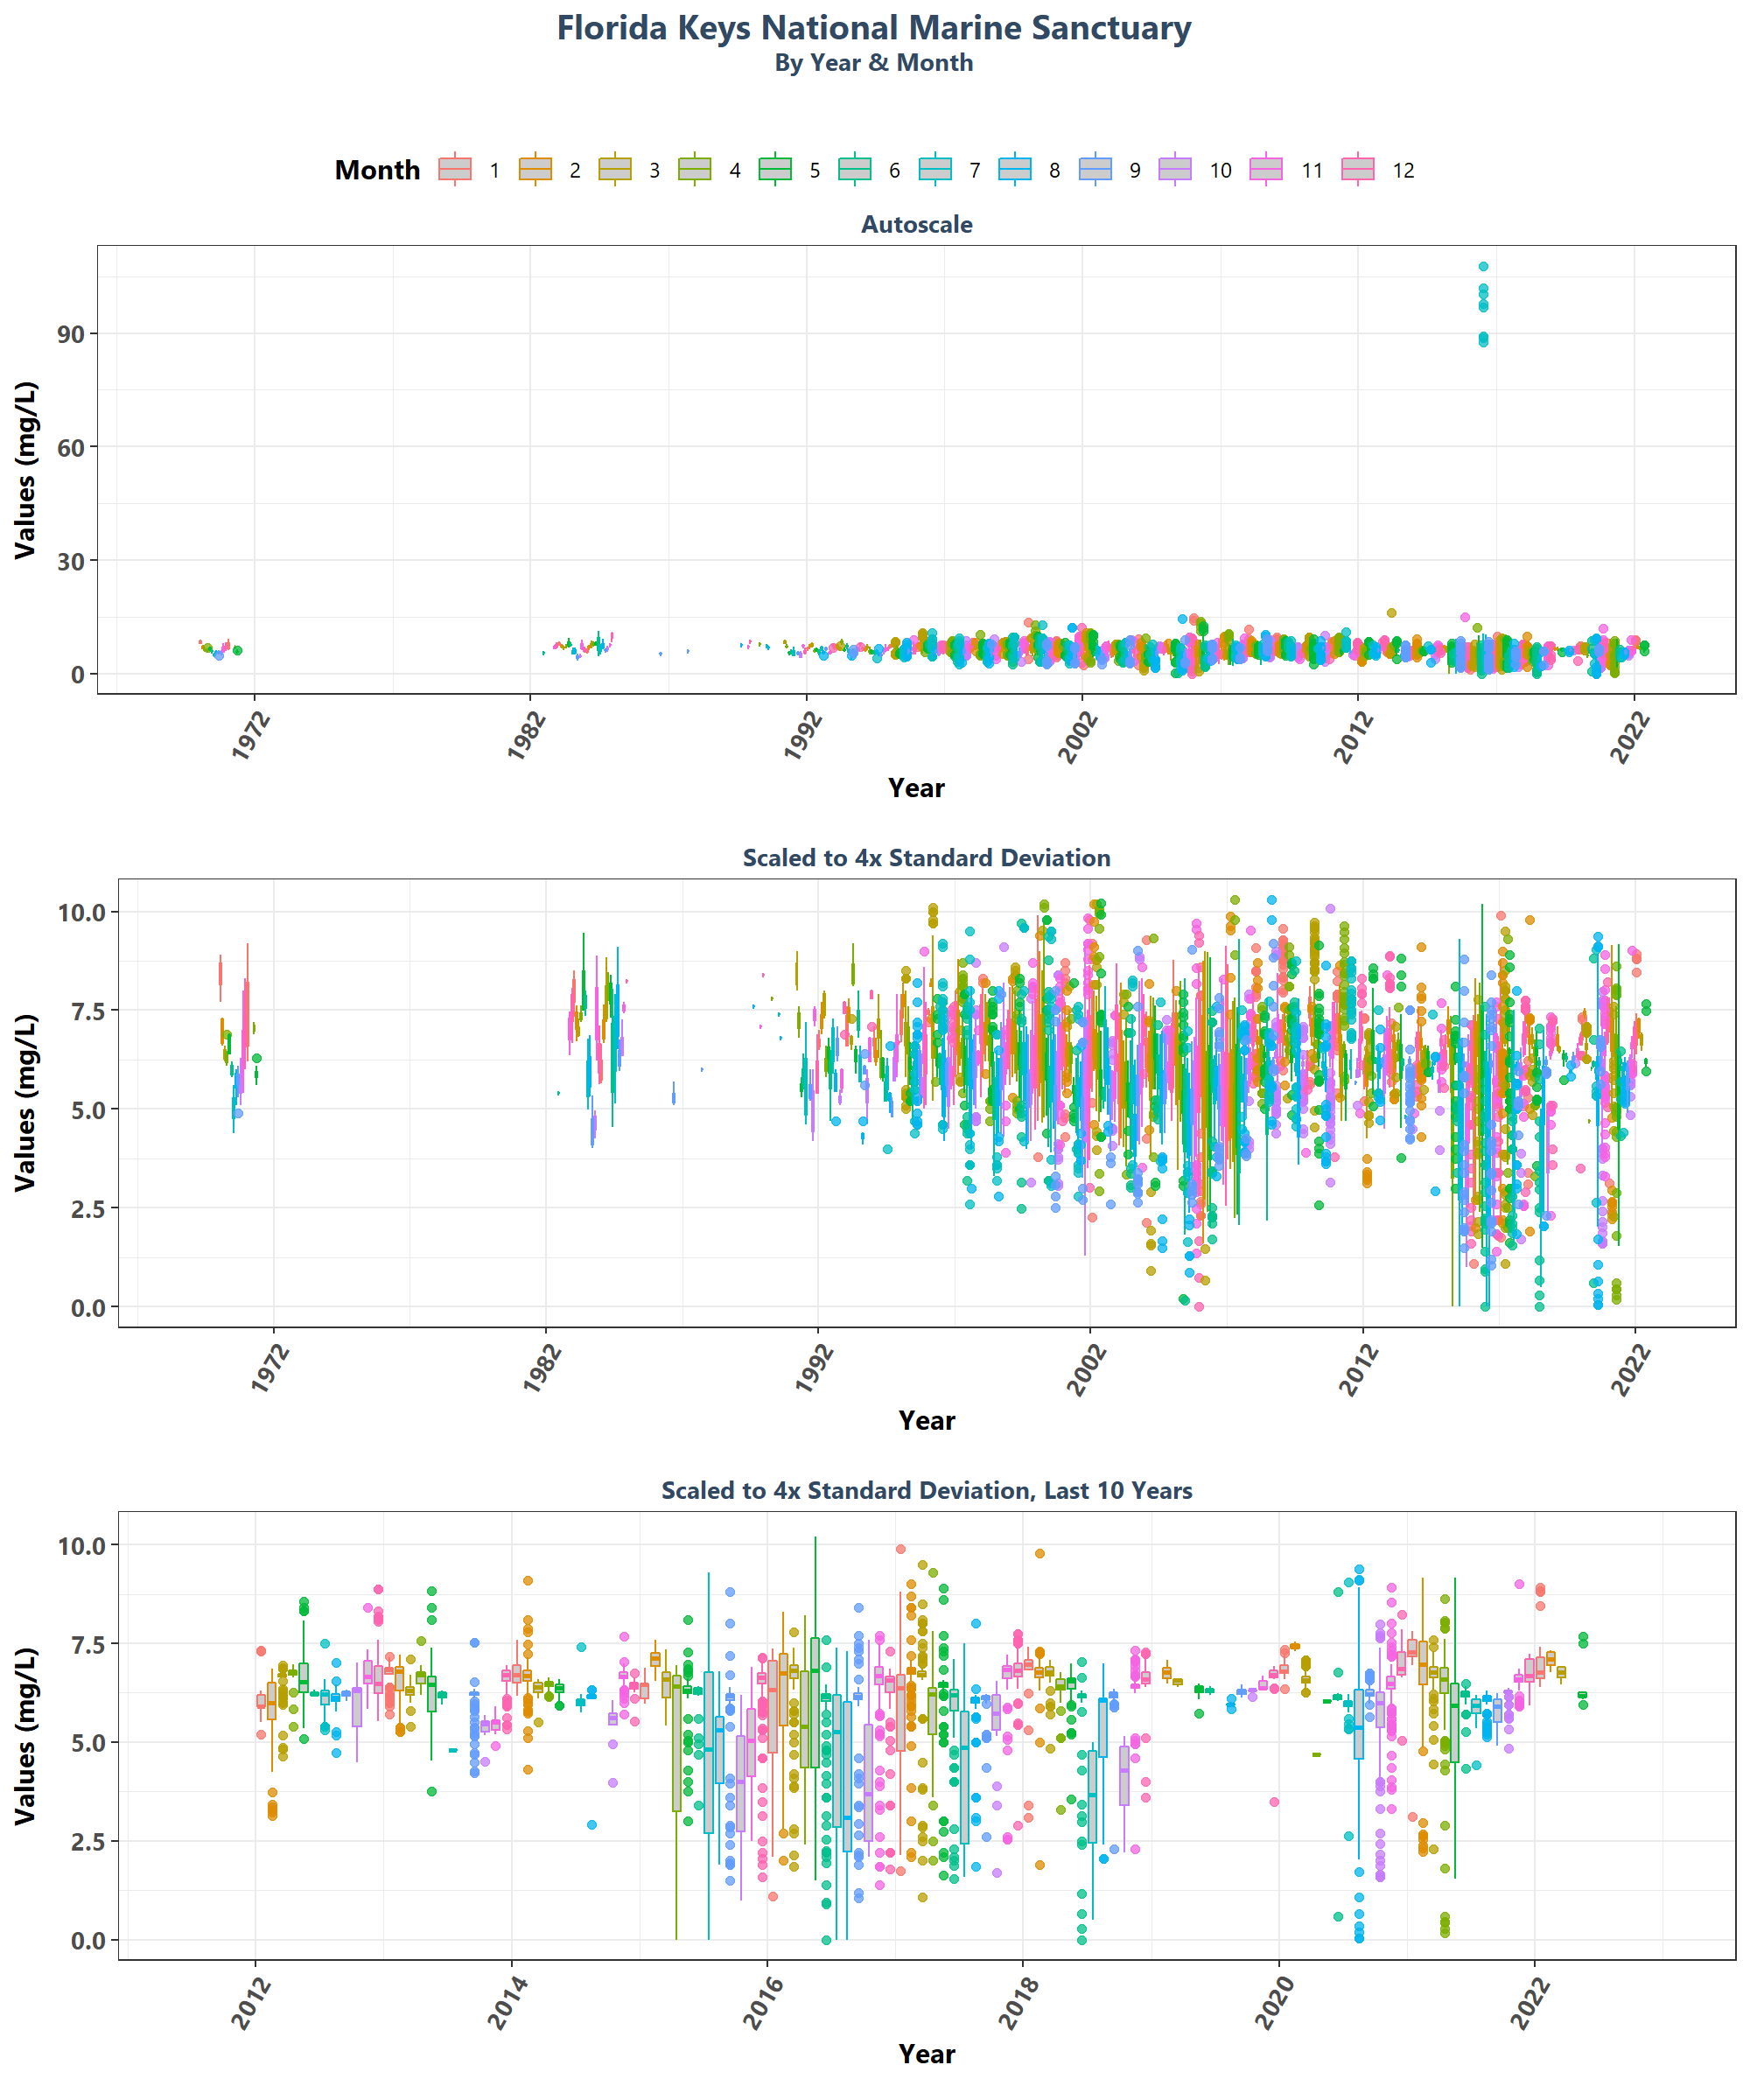 Florida Keys National Marine Sanctuary
By Year & Month
Month 1 2 3 4 5 6 7 8 9 10 11 12
Autoscale
Values (mg/L)
90
60
30
0
1972 1982 1992 2002 2012 2022
Year
Scaled to 4x Standard Deviation
Values (mg/L)
10.0
7.5
5.0
2.5
0.0
1972 1982 1992 2002 2012 2022
Year
Scaled to 4x Standard Deviation, Last 10 Years
Values (mg/L)
10.0
7.5
5.0
2.5
0.0
2012 2014 2016 2018 2020 2022
Year